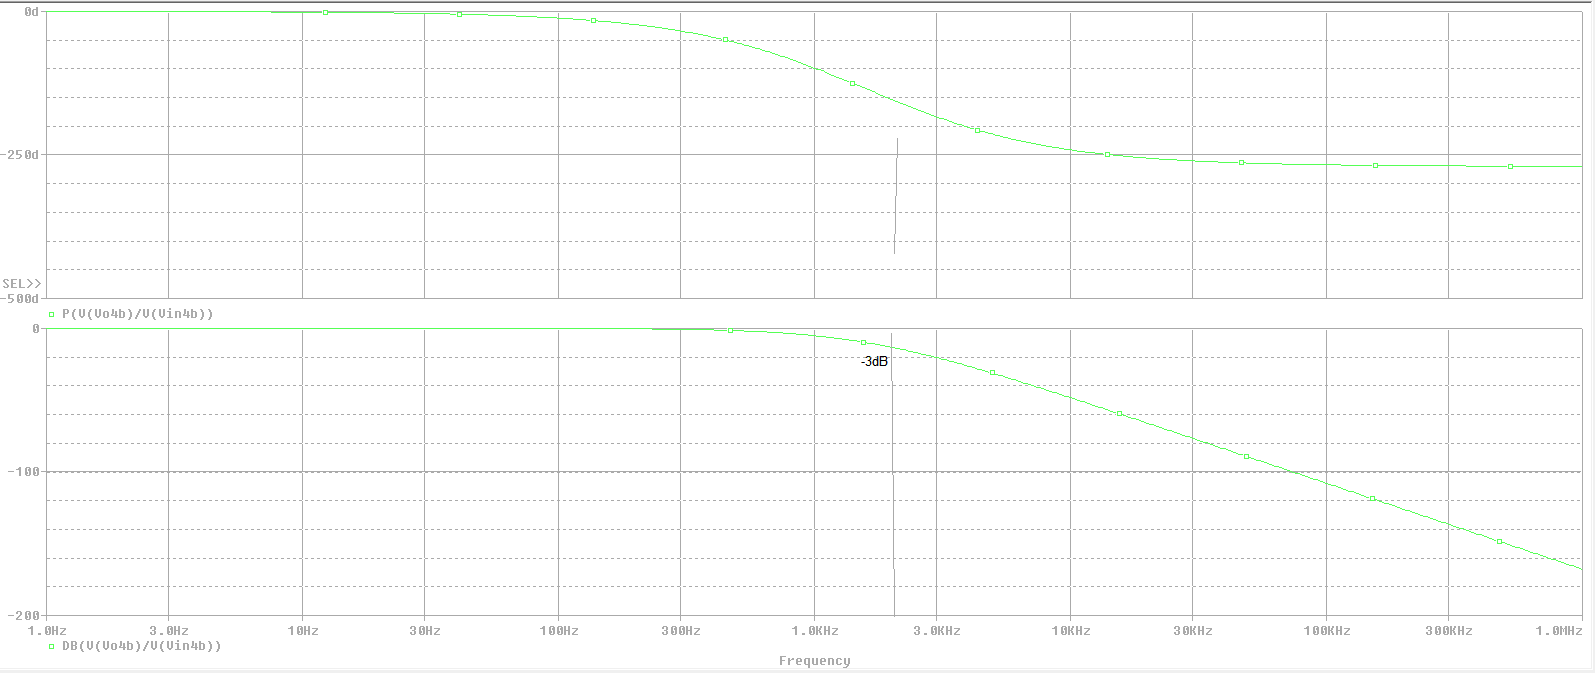 0d
-250d
SEL>>
-500d
P(V(Vo4b)/V(Vin4b))
0
-3dB
-100
-200
1.0Hz 3.0Hz 10Hz 30Hz 100Hz 300Hz 1.0KHz 3.0KHz 10KHz 30KHz 100KHz 300KHz 1.0MHz
DB(V(Vo4b)/V(Vin4b))
Frequency